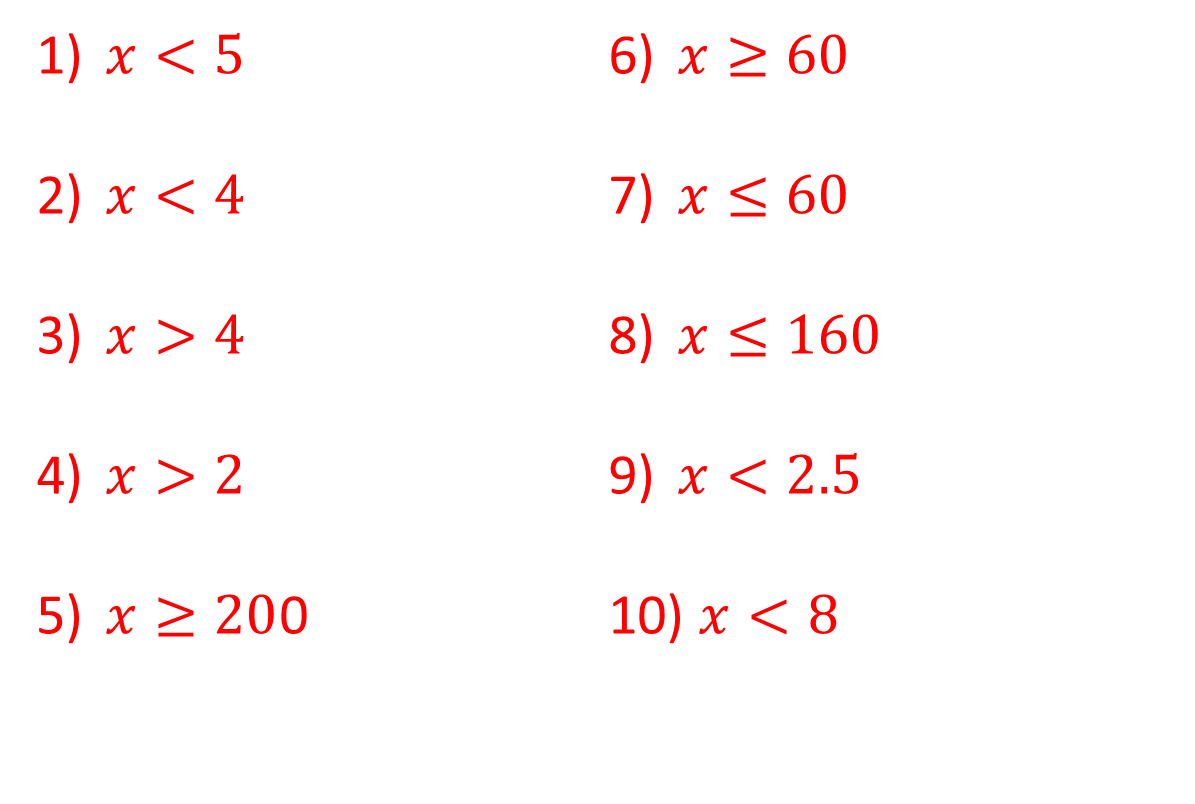 1) x < 5
2) x < 4
3) x > 4
4) x > 2
5) x ≥ 200
6) x ≥ 60
7) x ≤ 60
8) x ≤ 160
9) x < 2.5
10) x < 8